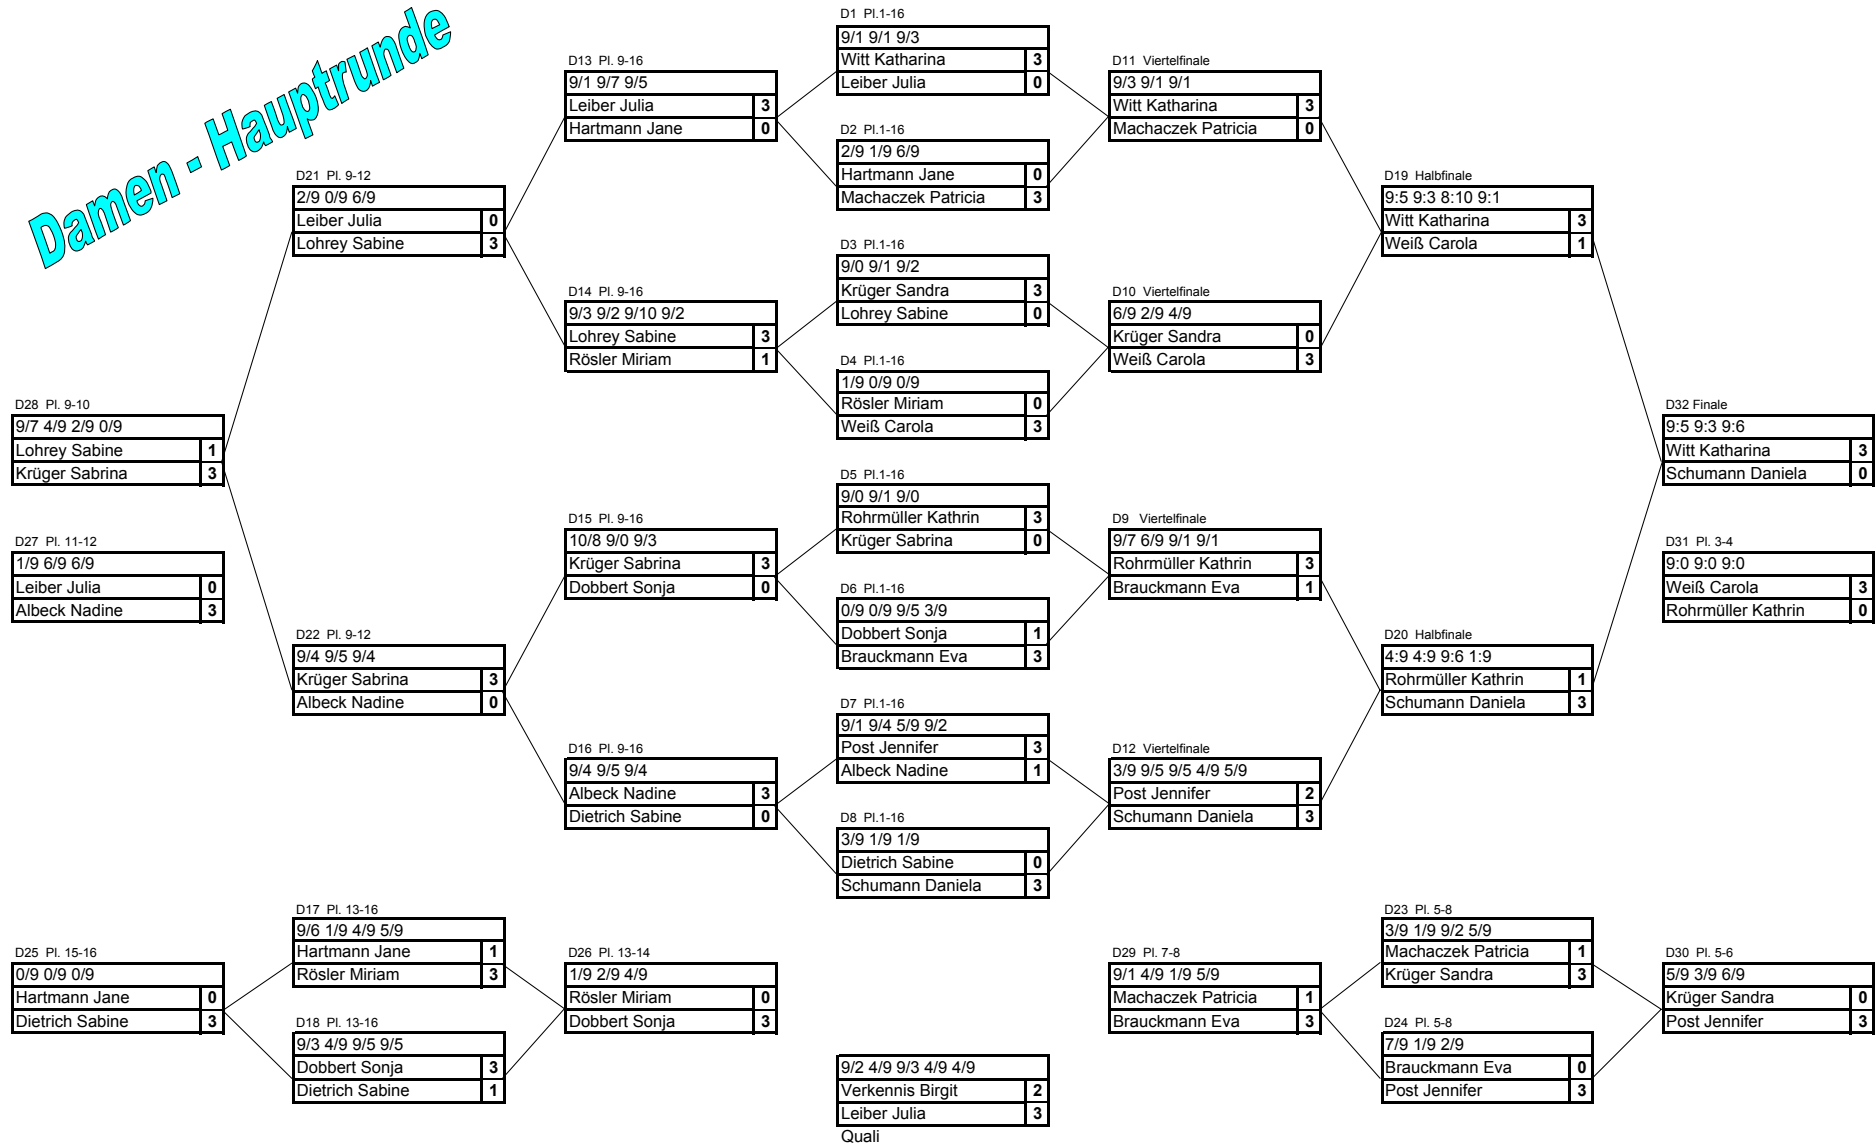 Damen - Hauptrunde
D1 Pl.1-16
9/1 9/1 9/3
Witt Katharina 3
Leiber Julia 0
D13 Pl. 9-16
9/1 9/7 9/5
Leiber Julia 3
Hartmann Jane 0
D11 Viertelfinale
9/3 9/1 9/1
Witt Katharina 3
Machaczek Patricia 0
D2 Pl.1-16
2/9 1/9 6/9
Hartmann Jane 0
Machaczek Patricia 3
D21 Pl. 9-12
2/9 0/9 6/9
Leiber Julia 0
Lohrey Sabine 3
D19 Halbfinale
9:5 9:3 8:10 9:1
Witt Katharina 3
Weiß Carola 1
D3 Pl.1-16
9/0 9/1 9/2
Krüger Sandra 3
Lohrey Sabine 0
D14 Pl. 9-16
9/3 9/2 9/10 9/2
Lohrey Sabine 3
Rösler Miriam 1
D10 Viertelfinale
6/9 2/9 4/9
Krüger Sandra 0
Weiß Carola 3
D4 Pl.1-16
1/9 0/9 0/9
Rösler Miriam 0
Weiß Carola 3
D28 Pl. 9-10
9/7 4/9 2/9 0/9
Lohrey Sabine 1
Krüger Sabrina 3
D32 Finale
9:5 9:3 9:6
Witt Katharina 3
Schumann Daniela 0
D5 Pl.1-16
9/0 9/1 9/0
Rohrmüller Kathrin 3
Krüger Sabrina 0
D15 Pl. 9-16
10/8 9/0 9/3
Krüger Sabrina 3
Dobbert Sonja 0
D9 Viertelfinale
9/7 6/9 9/1 9/1
Rohrmüller Kathrin 3
Brauckmann Eva 1
D27 Pl. 11-12
1/9 6/9 6/9
Leiber Julia 0
Albeck Nadine 3
D31 Pl. 3-4
9:0 9:0 9:0
Weiß Carola 3
Rohrmüller Kathrin 0
D6 Pl.1-16
0/9 0/9 9/5 3/9
Dobbert Sonja 1
Brauckmann Eva 3
D22 Pl. 9-12
9/4 9/5 9/4
Krüger Sabrina 3
Albeck Nadine 0
D20 Halbfinale
4:9 4:9 9:6 1:9
Rohrmüller Kathrin 1
Schumann Daniela 3
D7 Pl.1-16
9/1 9/4 5/9 9/2
Post Jennifer 3
Albeck Nadine 1
D16 Pl. 9-16
9/4 9/5 9/4
Albeck Nadine 3
Dietrich Sabine 0
D12 Viertelfinale
3/9 9/5 9/5 4/9 5/9
Post Jennifer 2
Schumann Daniela 3
D8 Pl.1-16
3/9 1/9 1/9
Dietrich Sabine 0
Schumann Daniela 3
D17 Pl. 13-16
9/6 1/9 4/9 5/9
Hartmann Jane 1
Rösler Miriam 3
D23 Pl. 5-8
3/9 1/9 9/2 5/9
Machaczek Patricia 1
Krüger Sandra 3
D25 Pl. 15-16
0/9 0/9 0/9
Hartmann Jane 0
Dietrich Sabine 3
D26 Pl. 13-14
1/9 2/9 4/9
Rösler Miriam 0
Dobbert Sonja 3
D29 Pl. 7-8
9/1 4/9 1/9 5/9
Machaczek Patricia 1
Brauckmann Eva 3
D30 Pl. 5-6
5/9 3/9 6/9
Krüger Sandra 0
Post Jennifer 3
D18 Pl. 13-16
9/3 4/9 9/5 9/5
Dobbert Sonja 3
Dietrich Sabine 1
D24 Pl. 5-8
7/9 1/9 2/9
Brauckmann Eva 0
Post Jennifer 3
9/2 4/9 9/3 4/9 4/9
Verkennis Birgit 2
Leiber Julia 3
Quali